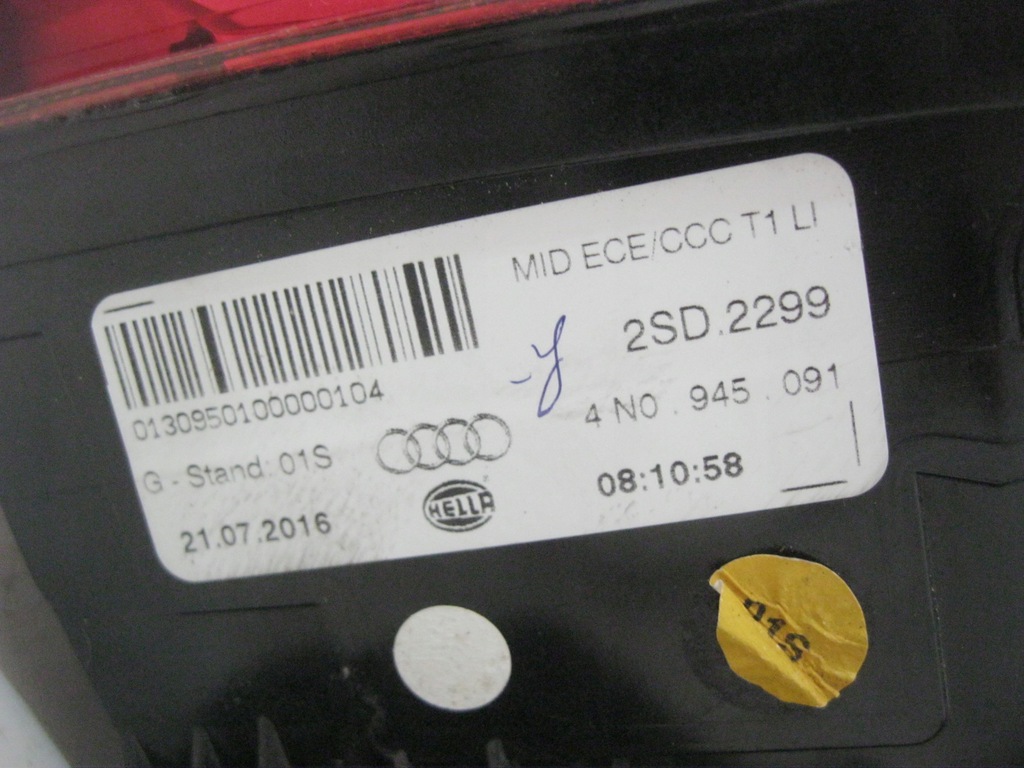 MID ECE/CCC T1 LI
2SD.2299
0130950100000104
4 N0 . 945 . 091
G - Stand: 01S
HELLA
08:10:58
21.07.2016
01S